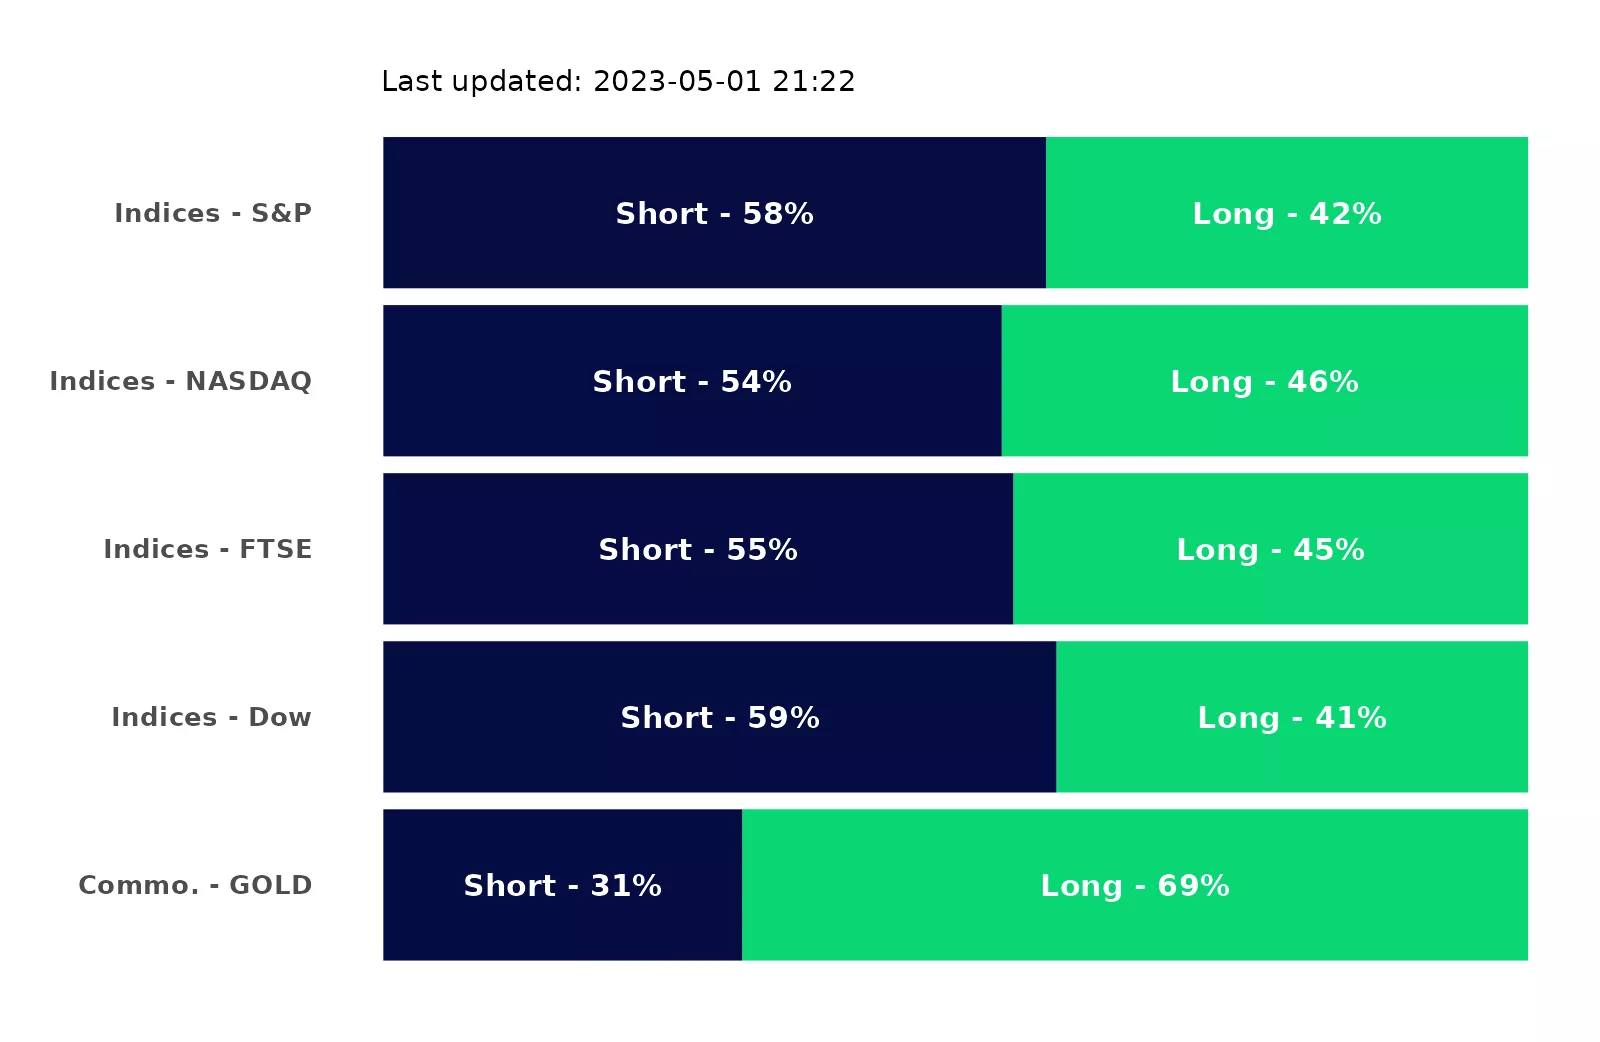 Last updated: 2023-05-01 21:22
Indices - S&P Short - 58% Long - 42%
Indices - NASDAQ Short - 54% Long - 46%
Indices - FTSE Short - 55% Long - 45%
Indices - Dow Short - 59% Long - 41%
Commo. - GOLD Short - 31% Long - 69%